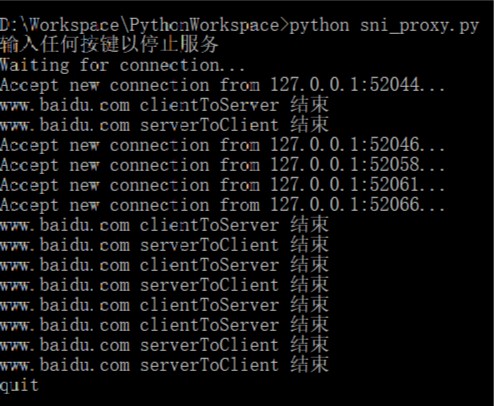 D:\Workspace\PythonWorkspace>python sni_proxy.py
输入任何按键以停止服务
Waiting for connection...
Accept new connection from 127.0.0.1:52044...
www.baidu.com clientToServer 结束
www.baidu.com serverToClient 结束
Accept new connection from 127.0.0.1:52046...
Accept new connection from 127.0.0.1:52058...
Accept new connection from 127.0.0.1:52061...
Accept new connection from 127.0.0.1:52066...
www.baidu.com clientToServer 结束
www.baidu.com serverToClient 结束
www.baidu.com clientToServer 结束
www.baidu.com serverToClient 结束
www.baidu.com clientToServer 结束
www.baidu.com clientToServer 结束
www.baidu.com serverToClient 结束
www.baidu.com serverToClient 结束
quit